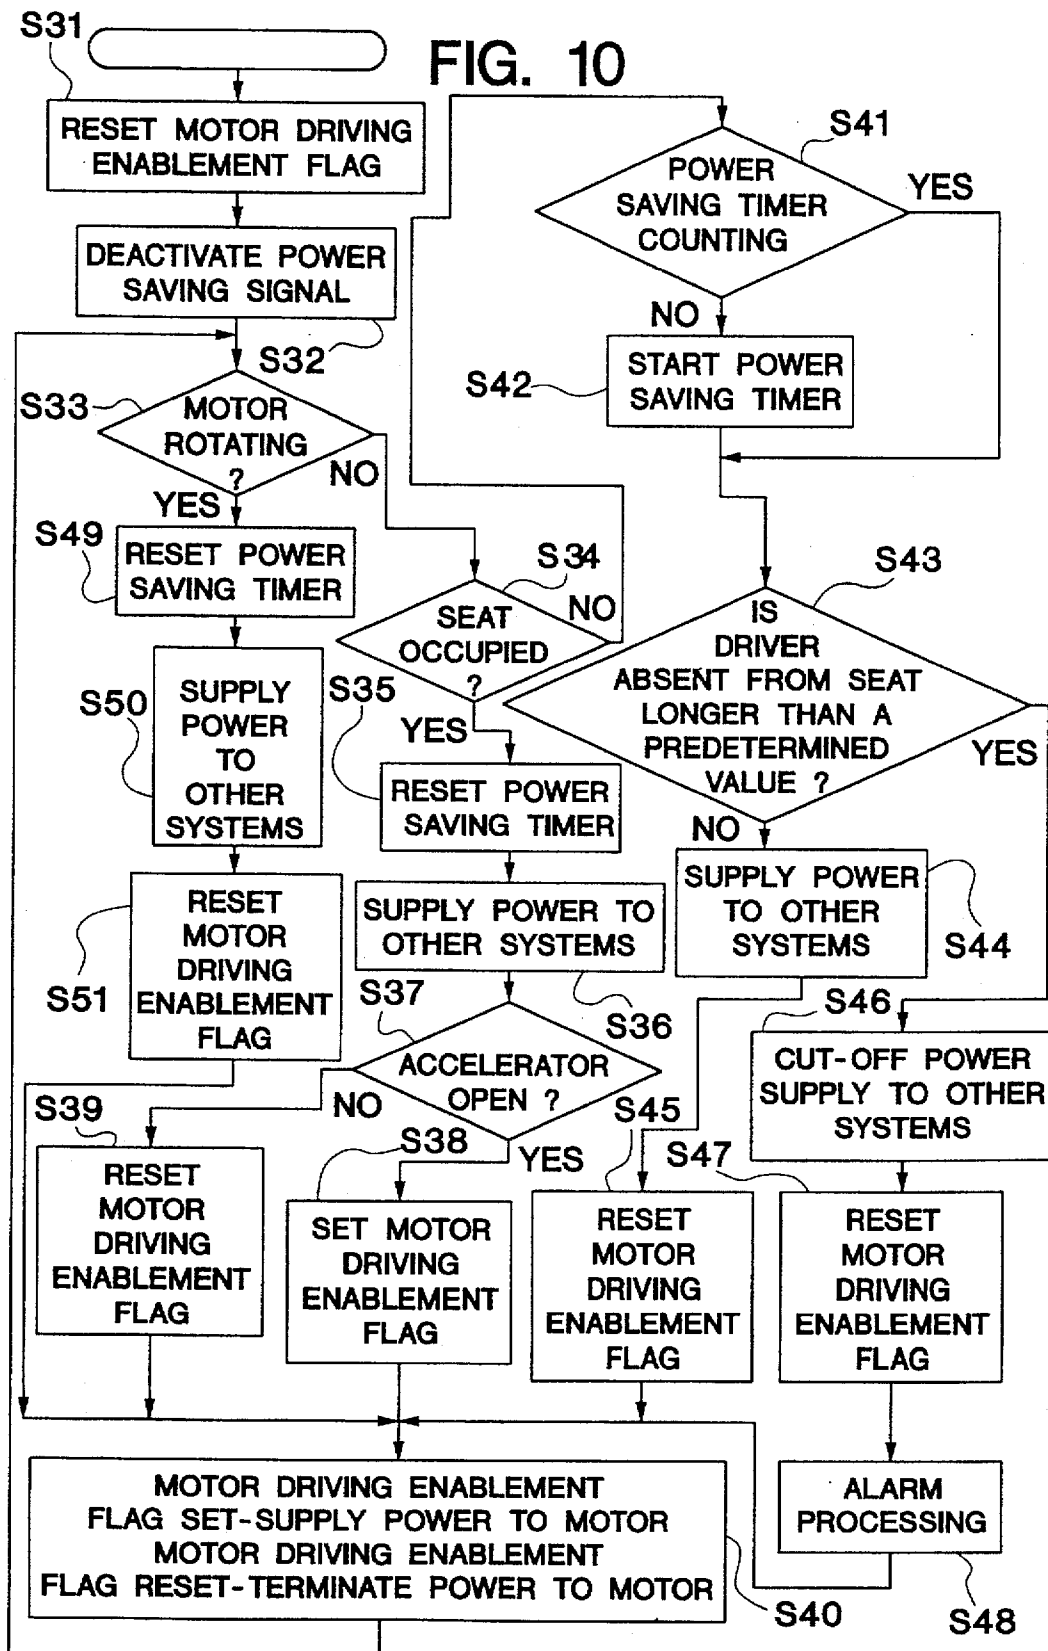 FIG. 10
S31
RESET MOTOR DRIVING
ENABLEMENT FLAG
DEACTIVATE POWER
SAVING SIGNAL
S32
S33
MOTOR
ROTATING
?
NO
YES
S49
RESET POWER
SAVING TIMER
S50
SUPPLY
POWER
TO
OTHER
SYSTEMS
S51
RESET
MOTOR
DRIVING
ENABLEMENT
FLAG
S34
SEAT
OCCUPIED
?
NO
YES
S35
RESET POWER
SAVING TIMER
SUPPLY POWER TO
OTHER SYSTEMS
S36
S37
ACCELERATOR
OPEN ?
NO
YES
S39
RESET
MOTOR
DRIVING
ENABLEMENT
FLAG
S38
SET MOTOR
DRIVING
ENABLEMENT
FLAG
S41
POWER
SAVING TIMER
COUNTING
YES
NO
S42
START POWER
SAVING TIMER
S43
IS
DRIVER
ABSENT FROM SEAT
LONGER THAN A
PREDETERMINED
VALUE ?
YES
NO
SUPPLY POWER
TO OTHER
SYSTEMS
S44
S45
RESET
MOTOR
DRIVING
ENABLEMENT
FLAG
S46
CUT-OFF POWER
SUPPLY TO OTHER
SYSTEMS
S47
RESET
MOTOR
DRIVING
ENABLEMENT
FLAG
ALARM
PROCESSING
S48
MOTOR DRIVING ENABLEMENT
FLAG SET-SUPPLY POWER TO MOTOR
MOTOR DRIVING ENABLEMENT
FLAG RESET-TERMINATE POWER TO MOTOR
S40